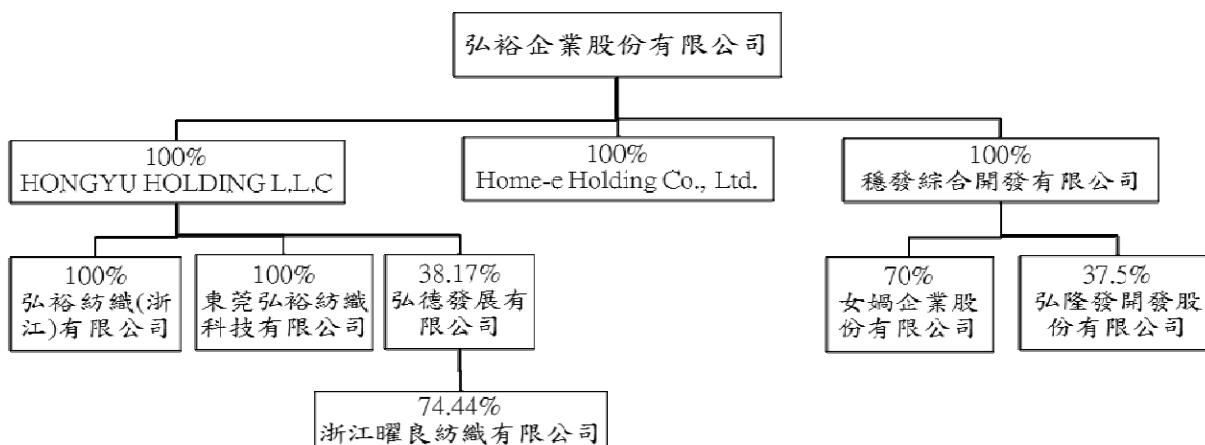 弘裕企業股份有限公司
100%
HONGYU HOLDING L.L.C
100%
Home-e Holding Co., Ltd.
100%
穩發綜合開發有限公司
100%
弘裕紡織(浙
江)有限公司
100%
東莞弘裕紡織
科技有限公司
38.17%
弘德發展有
限公司
70%
女媧企業股
份有限公司
37.5%
弘隆發開發股
份有限公司
74.44%
浙江曜良紡織有限公司